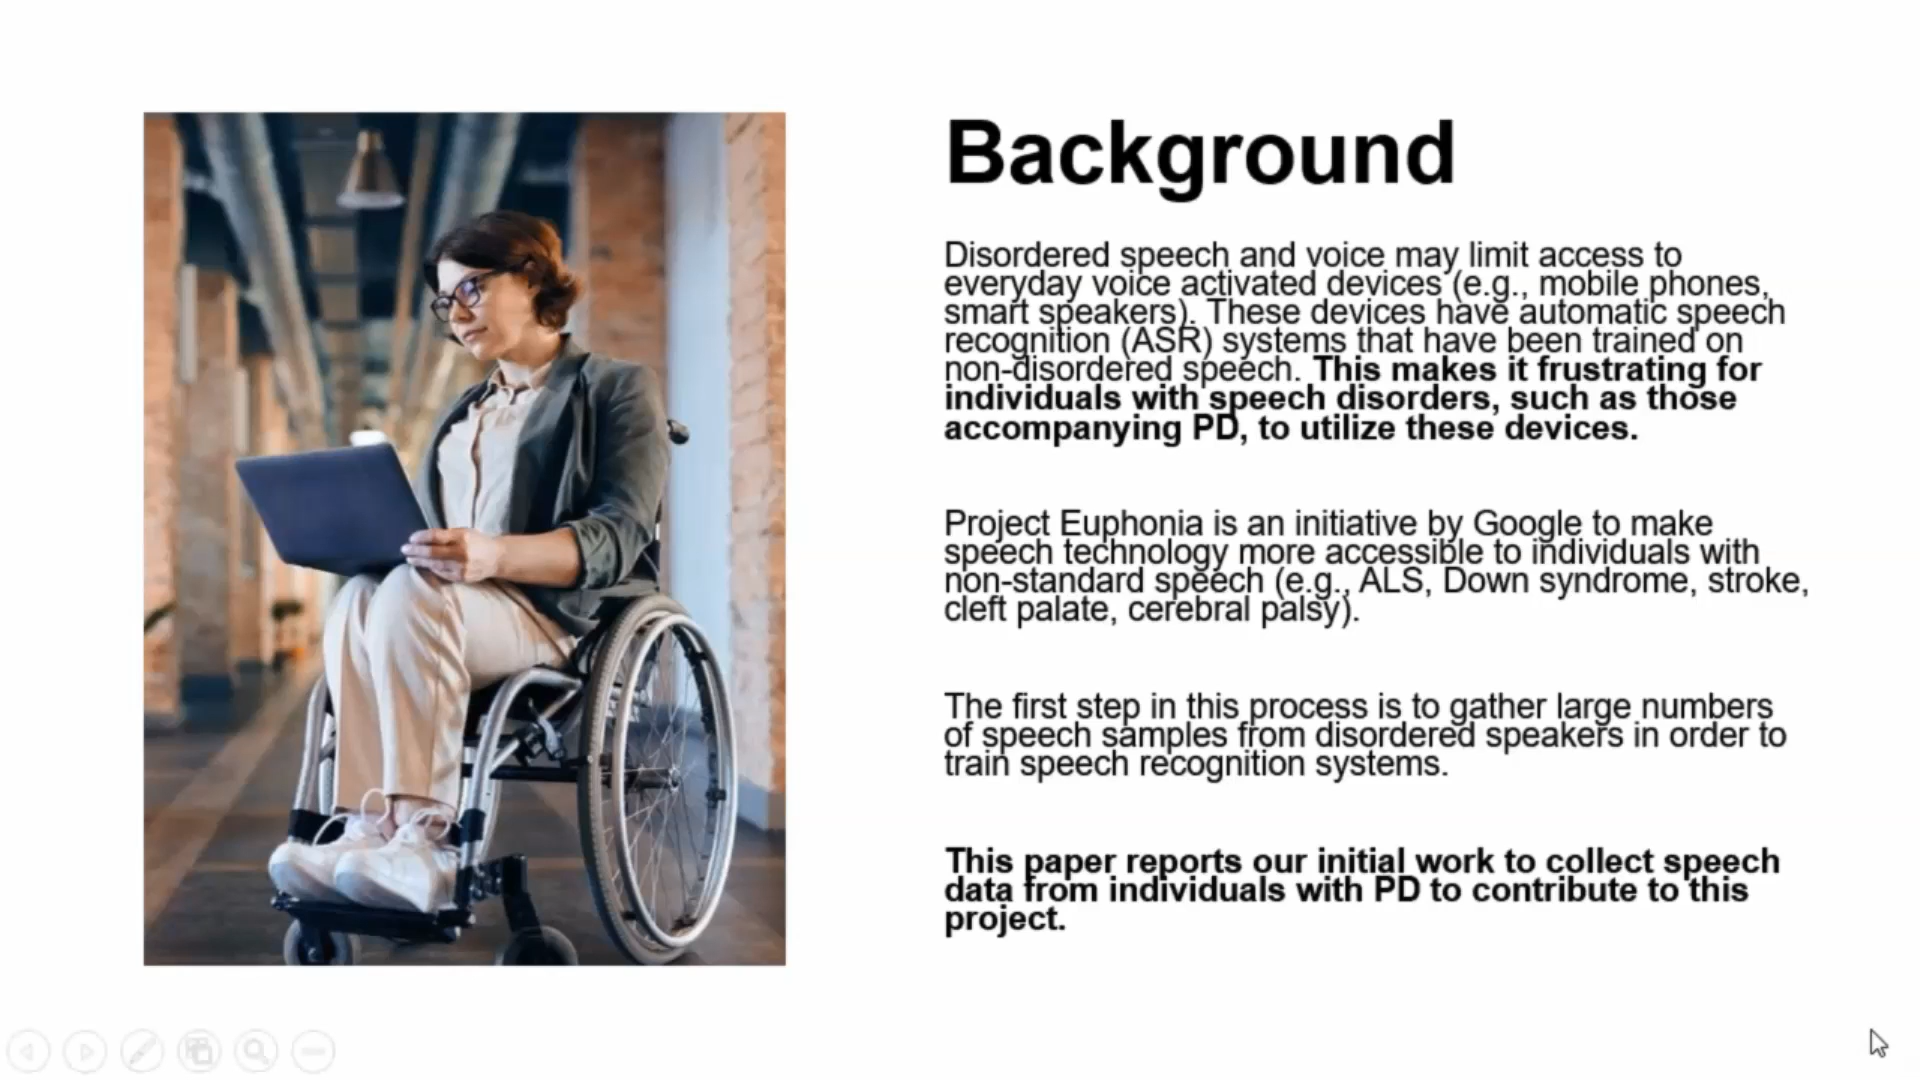 Background
Disordered speech and voice may limit access to
everyday voice activated devices (e.g., mobile phones,
smart speakers). These devices have automatic speech
recognition (ASR) systems that have been trained on
non-disordered speech. This makes it frustrating for
individuals with speech disorders, such as those
accompanying PD, to utilize these devices.
Project Euphonia is an initiative by Google to make
speech technology more accessible to individuals with
non-standard speech (e.g., ALS, Down syndrome, stroke,
cleft palate, cerebral palsy).
The first step in this process is to gather large numbers
of speech samples from disordered speakers in order to
train speech recognition systems.
This paper reports our initial work to collect speech
data from individuals with PD to contribute to this
project.